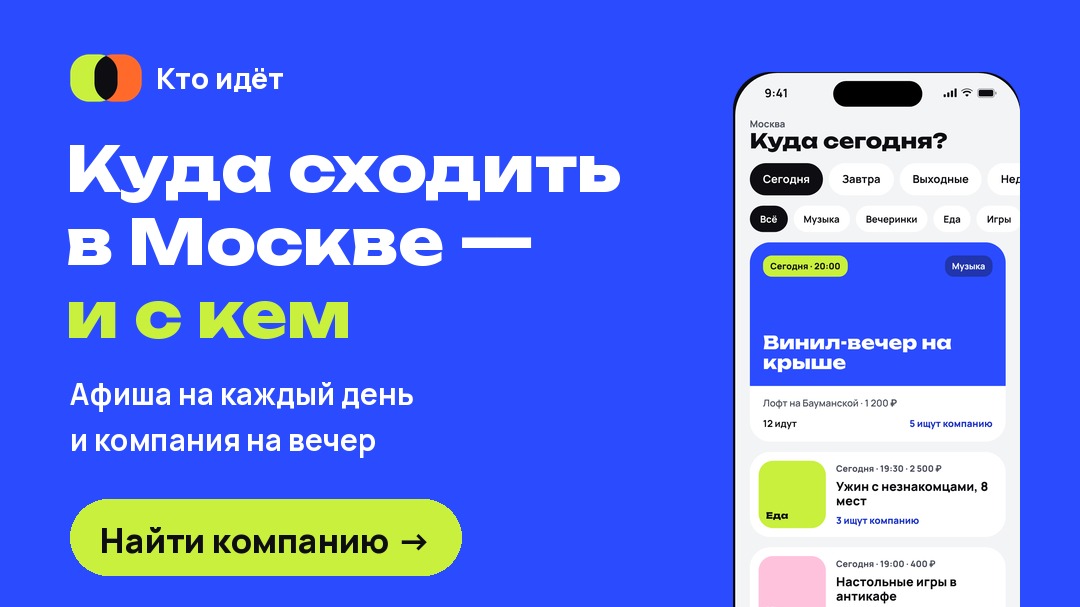 Кто идёт
Куда сходить
в Москве —
и с кем
Афиша на каждый день
и компания на вечер
Найти компанию →
9:41
Москва
Куда сегодня?
Сегодня Завтра Выходные Нед
Всё Музыка Вечеринки Еда Игры
Сегодня · 20:00 Музыка
Винил-вечер на
крыше
Лофт на Бауманской · 1 200 ₽
12 идут 5 ищут компанию
Сегодня · 19:30 · 2 500 ₽
Ужин с незнакомцами, 8
мест
Еда
3 ищут компанию
Сегодня · 19:00 · 400 ₽
Настольные игры в
антикафе